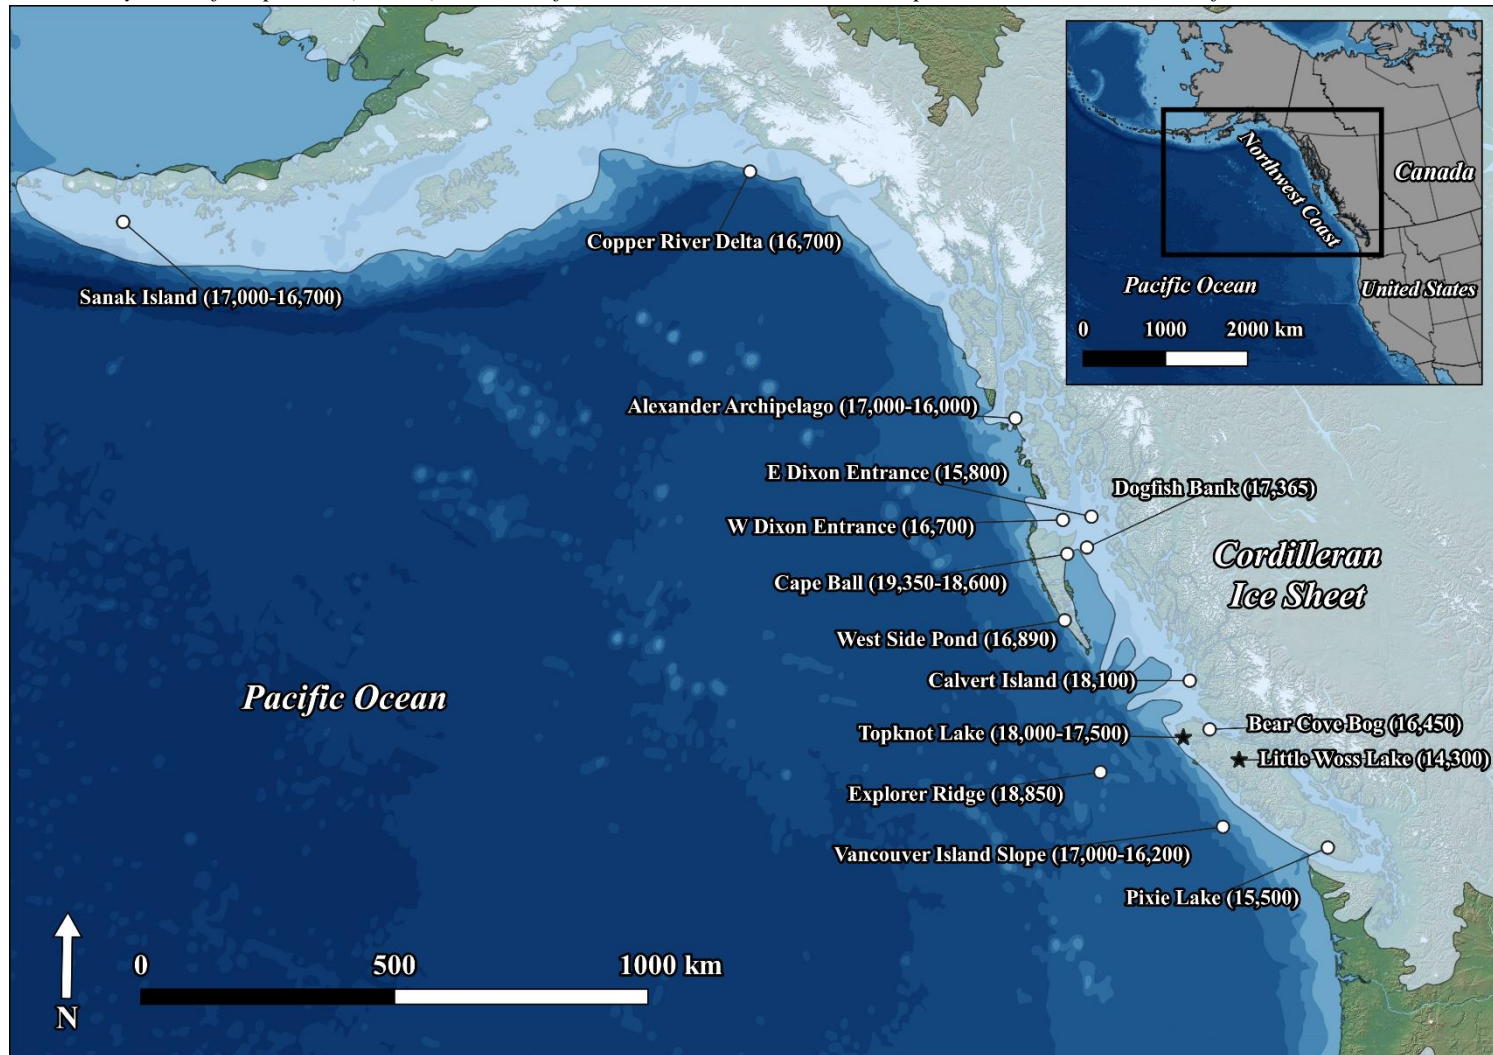 Northwest Coast
Canada
Pacific Ocean
United States
0 1000 2000 km
Copper River Delta (16,700)
Sanak Island (17,000-16,700)
Alexander Archipelago (17,000-16,000)
E Dixon Entrance (15,800)
Dogfish Bank (17,365)
W Dixon Entrance (16,700)
Cordilleran
Ice Sheet
Cape Ball (19,350-18,600)
West Side Pond (16,890)
Calvert Island (18,100)
Pacific Ocean
Bear Cove Bog (16,450)
Topknot Lake (18,000-17,500)
Little Woss Lake (14,300)
Explorer Ridge (18,850)
Vancouver Island Slope (17,000-16,200)
Pixie Lake (15,500)
0 500 1000 km
N